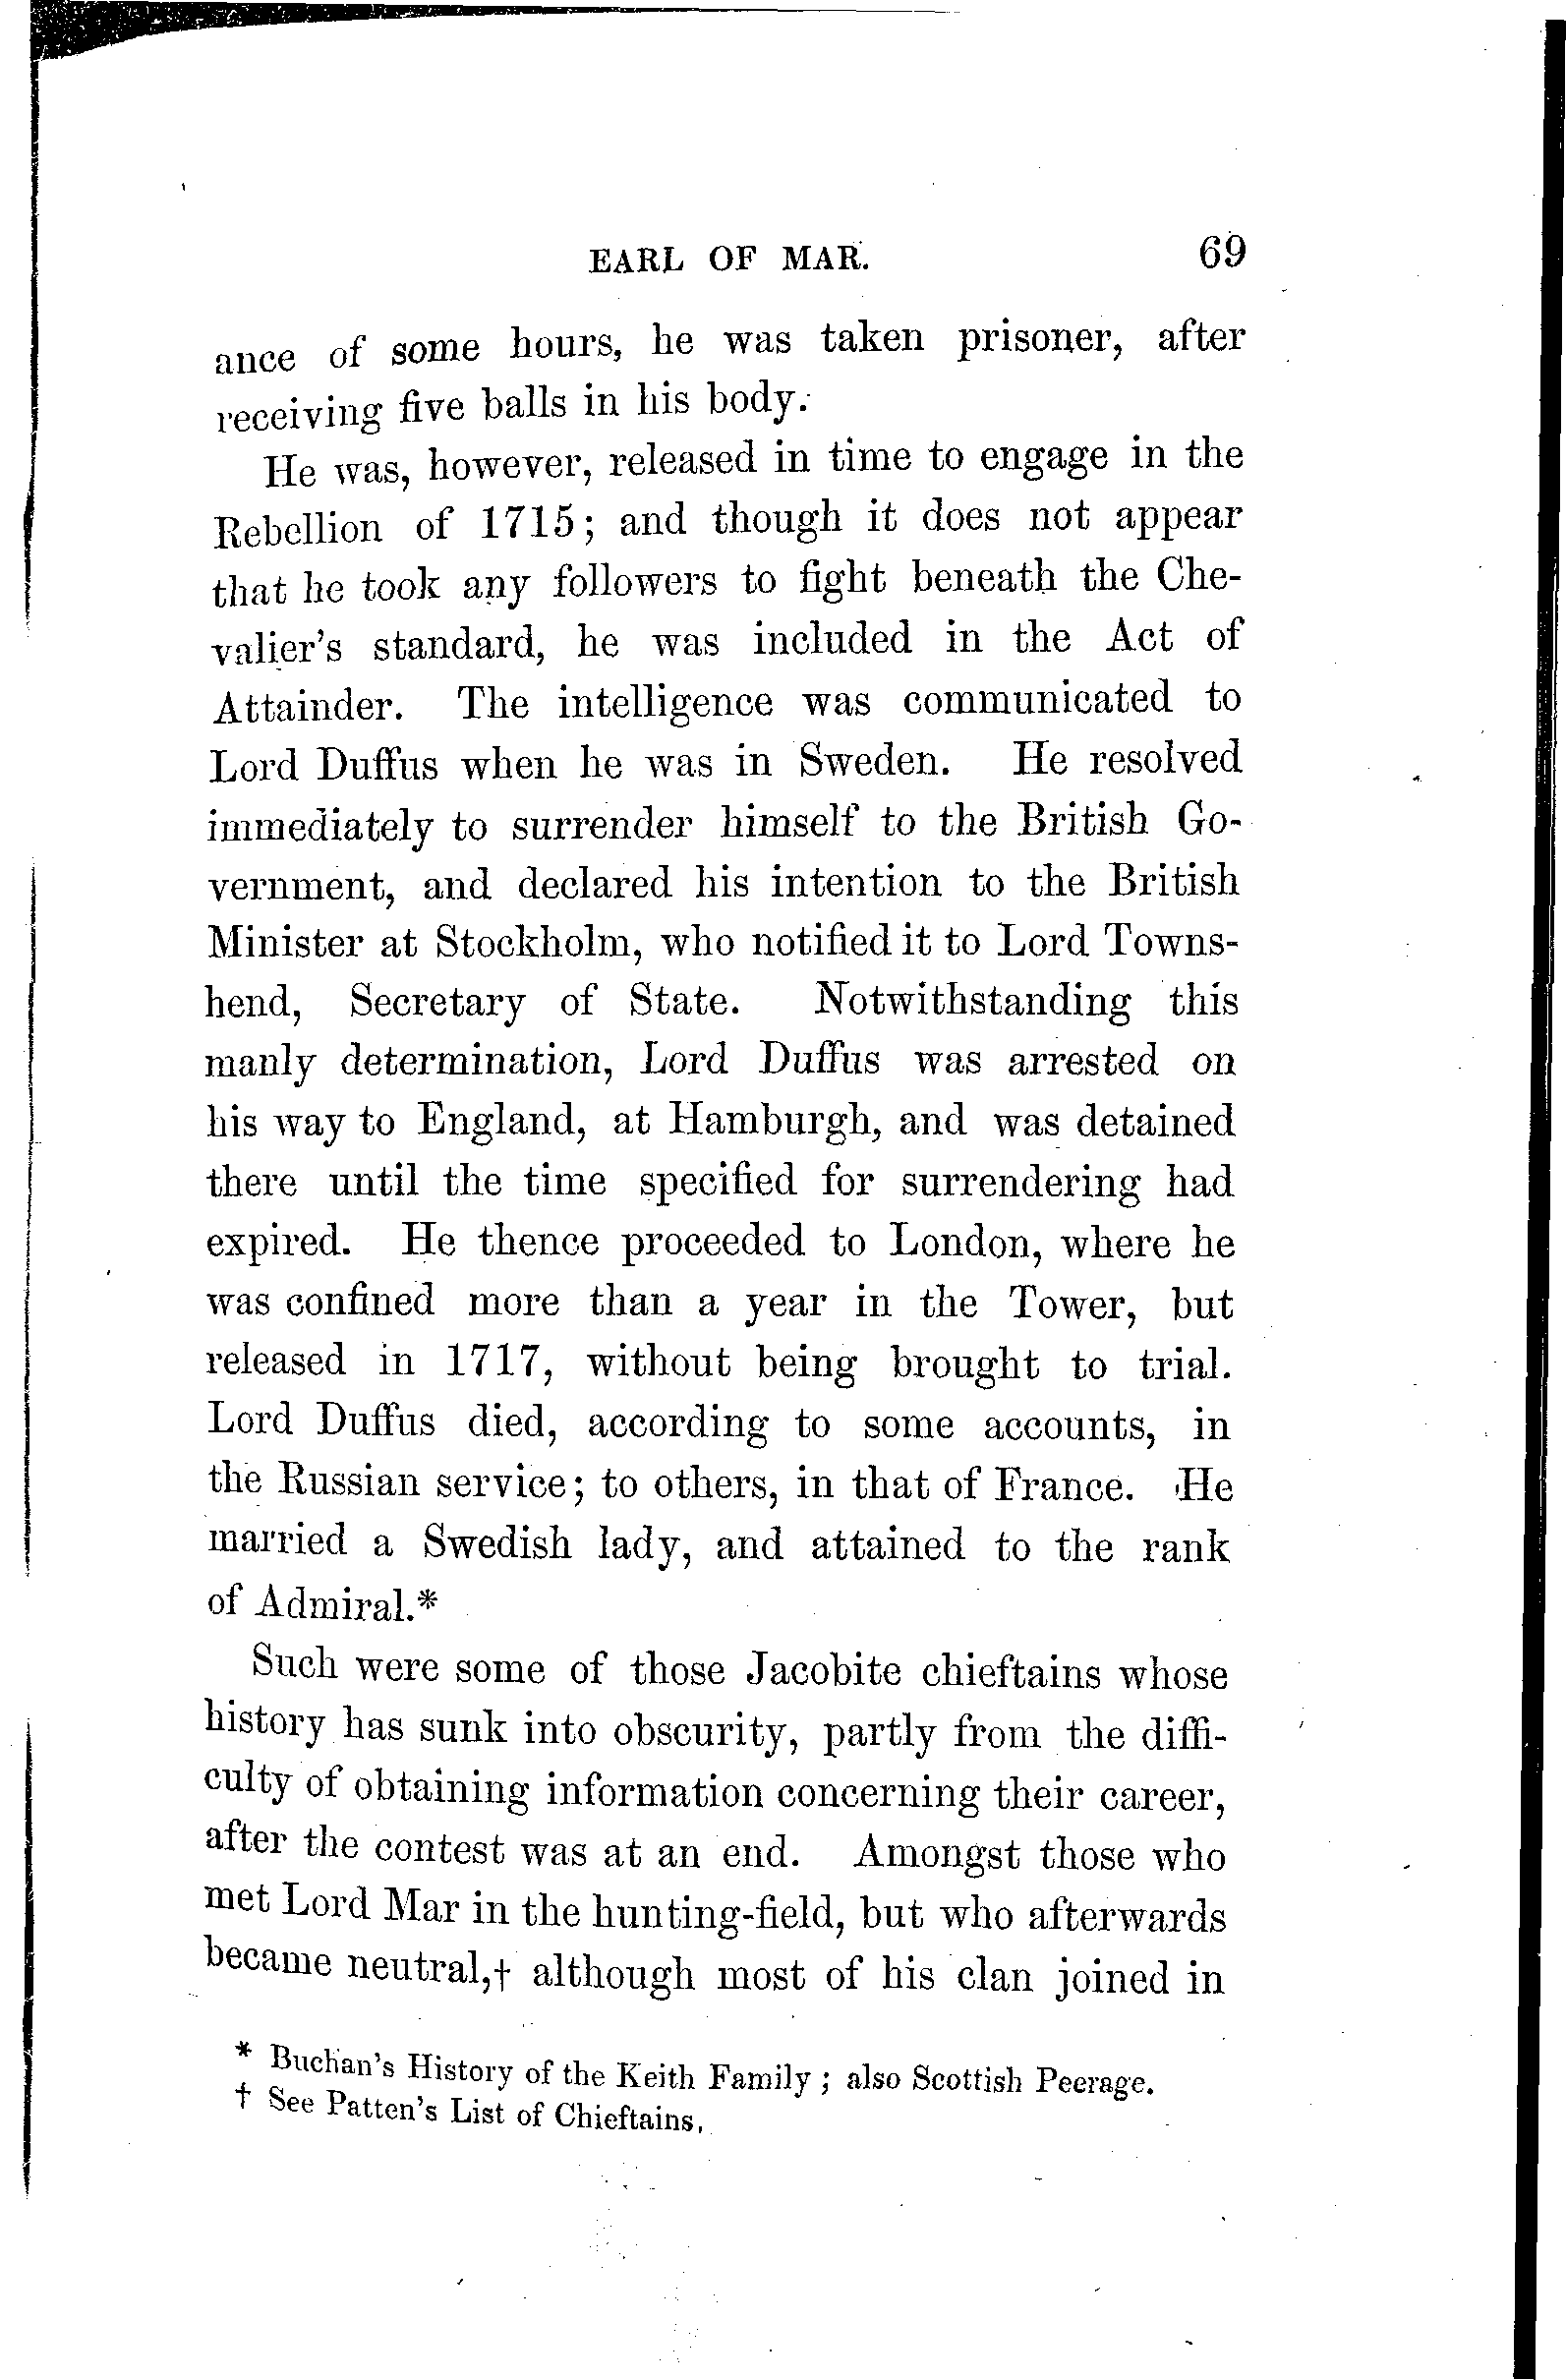 EARL OF MAR. 69
ance of some hours, he was taken prisoner, after
receiving five balls in his body.
He was, however, released in time to engage in the
Rebellion of 1715; and though it does not appear
that he took any followers to fight beneath the Che-
valier's standard, he was included in the Act of
Attainder. The intelligence was communicated to
Lord Duffus when he was in Sweden. He resolved
immediately to surrender himself to the British Go-
vernment, and declared his intention to the British
Minister at Stockholm, who notified it to Lord Towns-
hend, Secretary of State. Notwithstanding this
manly determination, Lord Duffus was arrested on
his way to England, at Hamburgh, and was detained
there until the time specified for surrendering had
expired. He thence proceeded to London, where he
was confined more than a year in the Tower, but
released in 1717, without being brought to trial.
Lord Duffus died, according to some accounts, in
the Russian service; to others, in that of France. He
married a Swedish lady, and attained to the rank
of Admiral.*
Such were some of those Jacobite chieftains whose
history has sunk into obscurity, partly from the diffi-
culty of obtaining information concerning their career,
after the contest was at an end. Amongst those who
met Lord Mar in the hunting-field, but who afterwards
became neutral,† although most of his clan joined in
* Buchan's History of the Keith Family; also Scottish Peerage.
† See Patten's List of Chieftains.